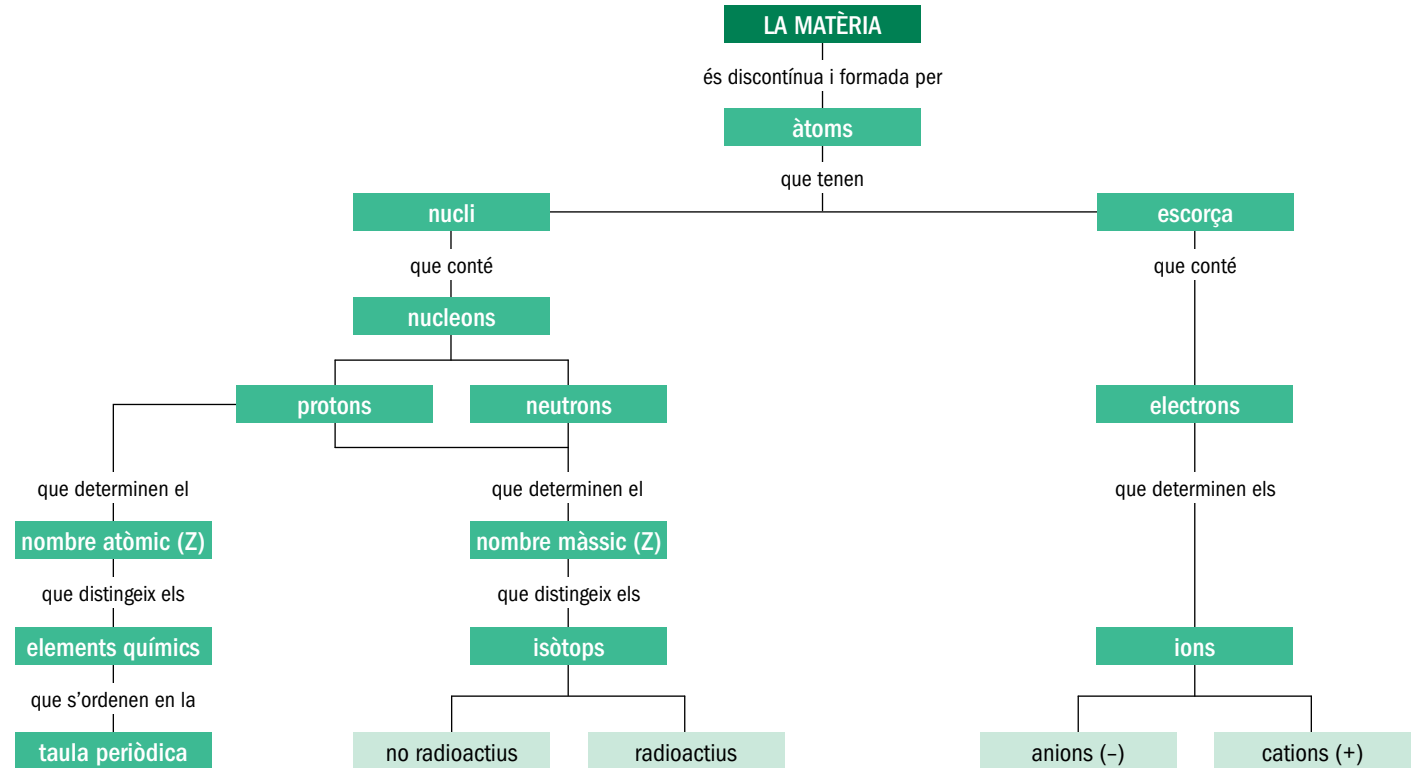 LA MATÈRIA
és discontínua i formada per
àtoms
que tenen
nucli
escorça
que conté
que conté
nucleons
protons
neutrons
electrons
que determinen el
que determinen el
que determinen els
nombre atòmic (Z)
nombre màssic (Z)
que distingeix els
que distingeix els
elements químics
isòtops
ions
que s’ordenen en la
taula periòdica
no radioactius
radioactius
anions (–)
cations (+)